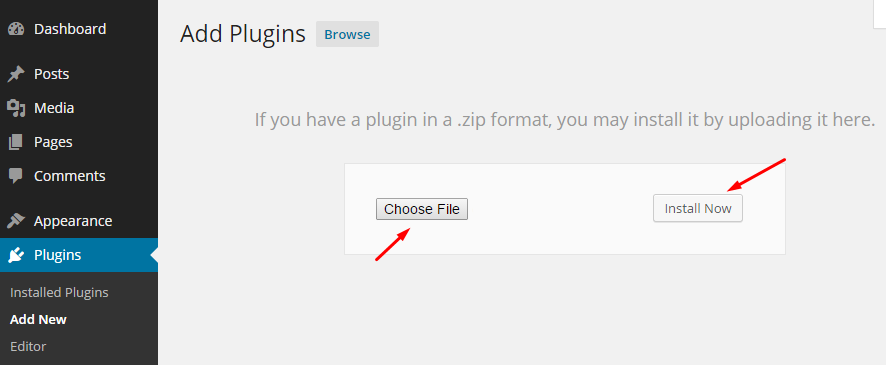 Dashboard
Posts
Media
Pages
Comments
Appearance
Plugins
Installed Plugins
Add New
Editor
Add Plugins Browse
If you have a plugin in a .zip format, you may install it by uploading it here.
Choose File Install Now